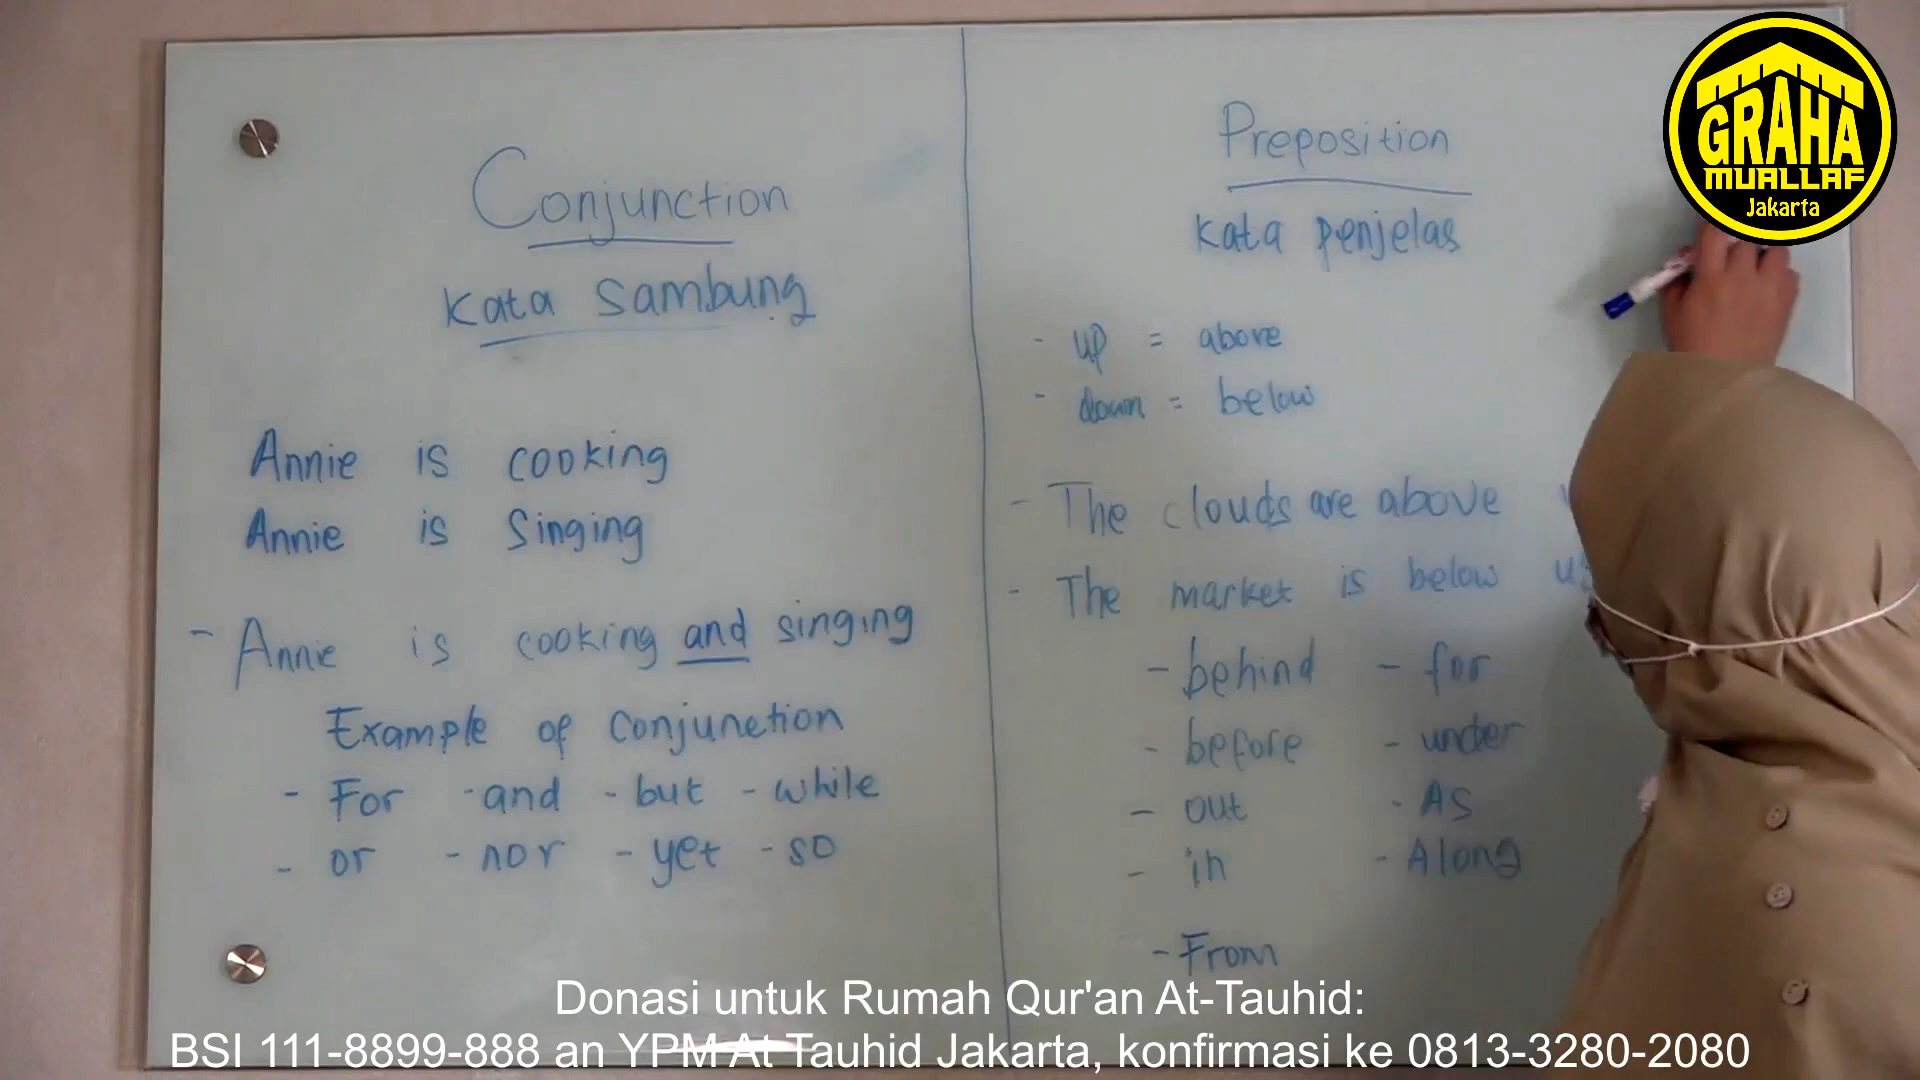 Conjunction
Kata Sambung
Annie is cooking
Annie is Singing
- Annie is cooking and singing
Example of Conjunction
- For - and - but - while
- or - nor - yet - so
Preposition
Kata Penjelas
- up = above
- down = below
- The clouds are above
- The market is below us
- behind - for
- before - under
- out - As
- in - Along
- From
GRAHA
MUALLAF
Jakarta
Donasi untuk Rumah Qur'an At-Tauhid:
BSI 111-8899-888 an YPM At Tauhid Jakarta, konfirmasi ke 0813-3280-2080